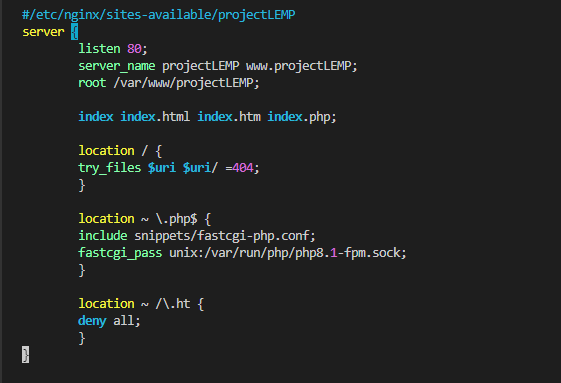 #/etc/nginx/sites-available/projectLEMP
server {
listen 80;
server_name projectLEMP www.projectLEMP;
root /var/www/projectLEMP;
index index.html index.htm index.php;
location / {
try_files $uri $uri/ =404;
}
location ~ \.php$ {
include snippets/fastcgi-php.conf;
fastcgi_pass unix:/var/run/php/php8.1-fpm.sock;
}
location ~ /\.ht {
deny all;
}
}